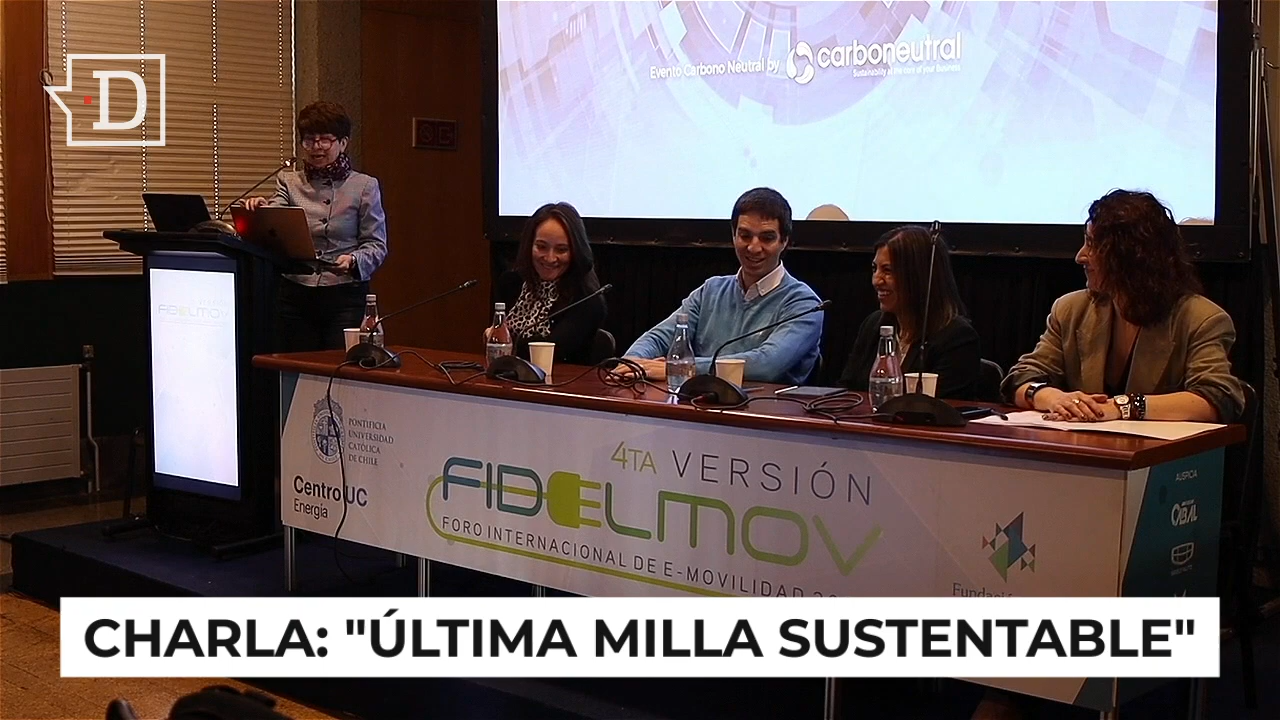 D
Evento Carbono Neutral by
carboneutral
Sustainability at the core of your Business
FIDELMOV
PONTIFICIA
UNIVERSIDAD
CATÓLICA
DE CHILE
Centro UC
Energía
4TA VERSIÓN
FIDELMOV
FORO INTERNACIONAL DE E-MOVILIDAD
AUSPICIA
CHARLA: "ÚLTIMA MILLA SUSTENTABLE"